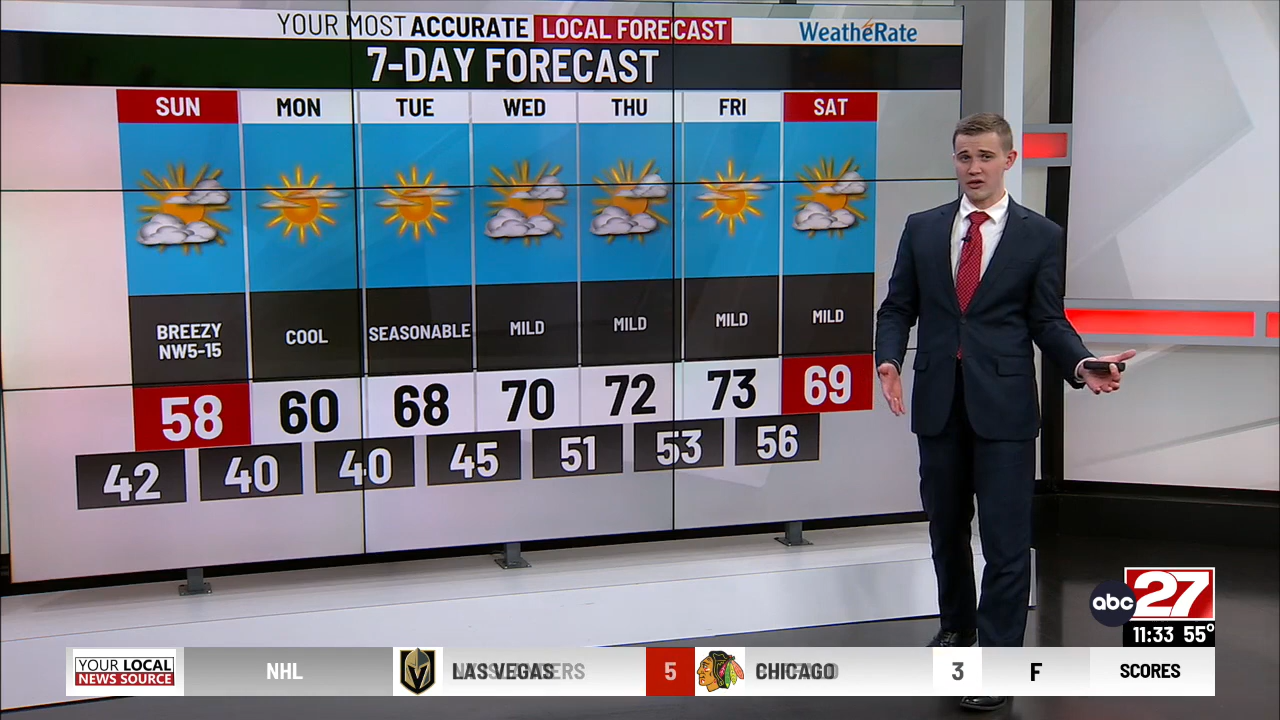 YOUR MOST ACCURATE LOCAL FORECAST
WeatheRate
7-DAY FORECAST
SUN MON TUE WED THU FRI SAT
BREEZY
NW5-15
COOL
SEASONABLE
MILD
MILD
MILD
MILD
58 60 68 70 72 73 69
42 40 40 45 51 53 56
abc 27
11:33 55°
YOUR LOCAL
NEWS SOURCE
NHL
LAS VEGAS 5
CHICAGO 3
F
SCORES